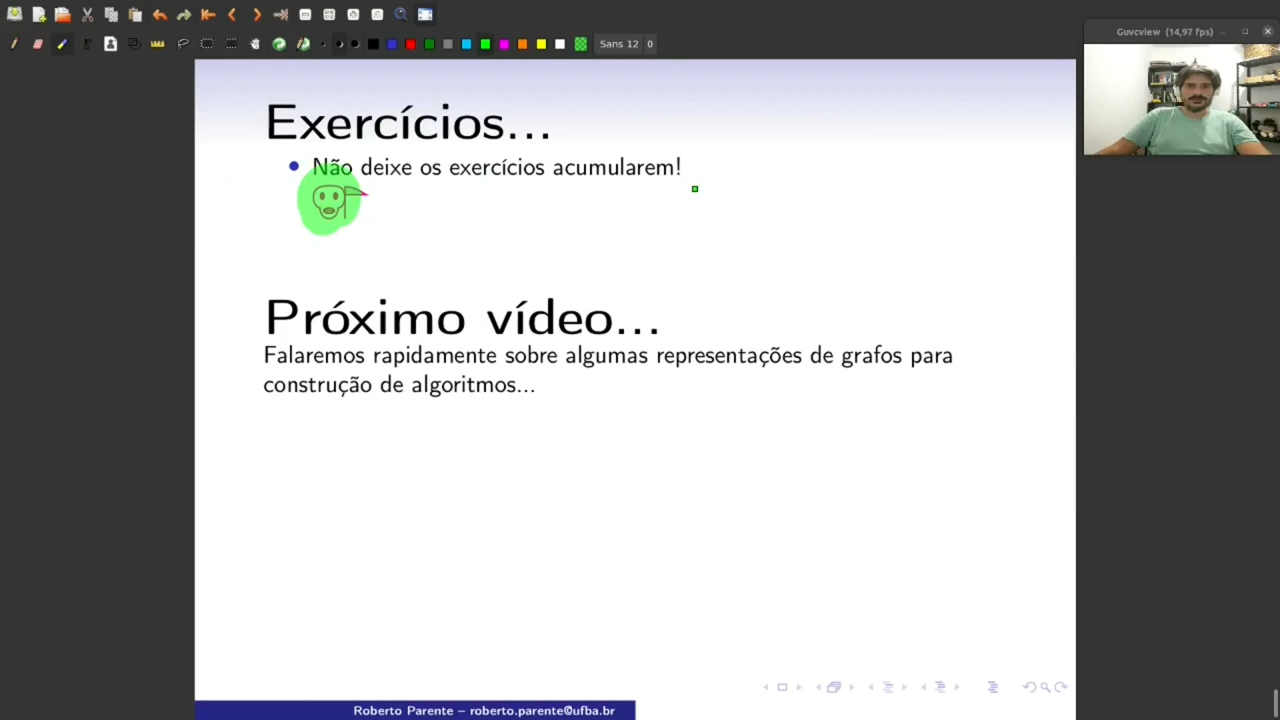 Guvcview (14,97 fps)
Sans 12 0
Exercícios...
Não deixe os exercícios acumularem!
Próximo vídeo...
Falaremos rapidamente sobre algumas representações de grafos para
construção de algoritmos...
Roberto Parente – roberto.parente@ufba.br